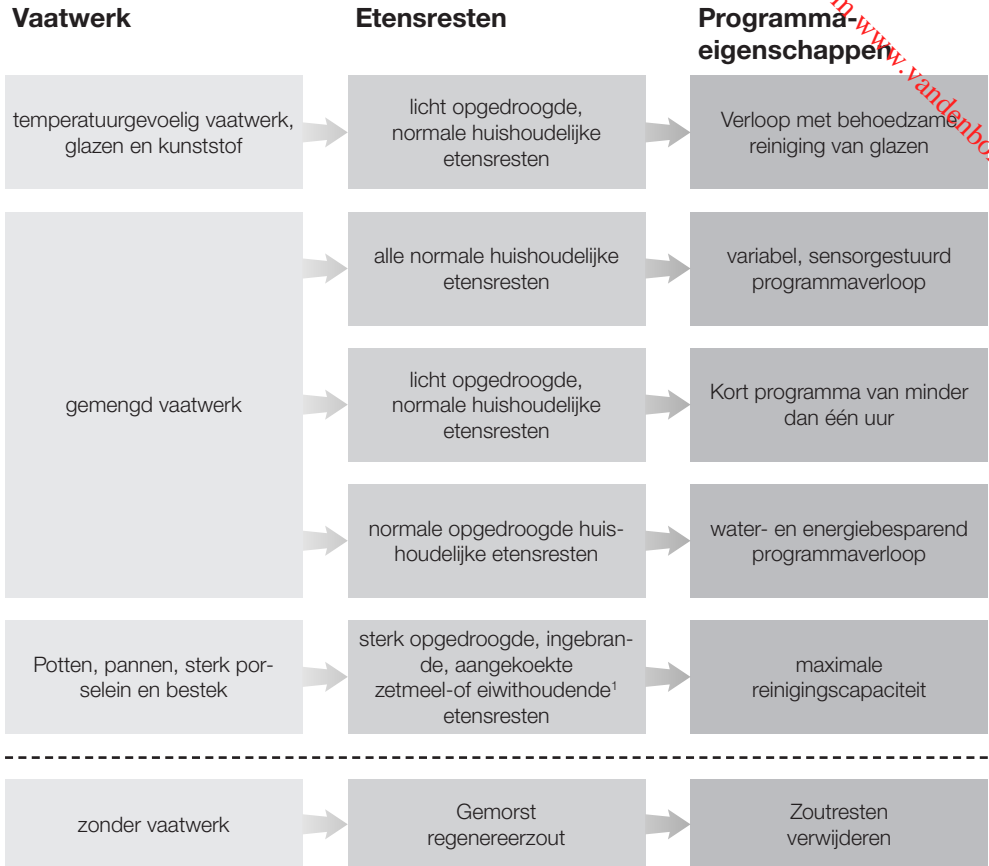 Vaatwerk
Etensresten
Programma-
eigenschappen
temperatuurgevoelig vaatwerk,
glazen en kunststof
licht opgedroogde,
normale huishoudelijke
etensresten
Verloop met behoedzame
reiniging van glazen
gemengd vaatwerk
alle normale huishoudelijke
etensresten
variabel, sensorgestuurd
programmaverloop
licht opgedroogde,
normale huishoudelijke
etensresten
Kort programma van minder
dan één uur
normale opgedroogde huis-
houdelijke etensresten
water- en energiebesparend
programmaverloop
Potten, pannen, sterk por-
selein en bestek
sterk opgedroogde, ingebran-
de, aangekoekte
zetmeel-of eiwithoudende¹
etensresten
maximale
reinigingscapaciteit
zonder vaatwerk
Gemorst
regenereerzout
Zoutresten
verwijderen
www.vandenbor